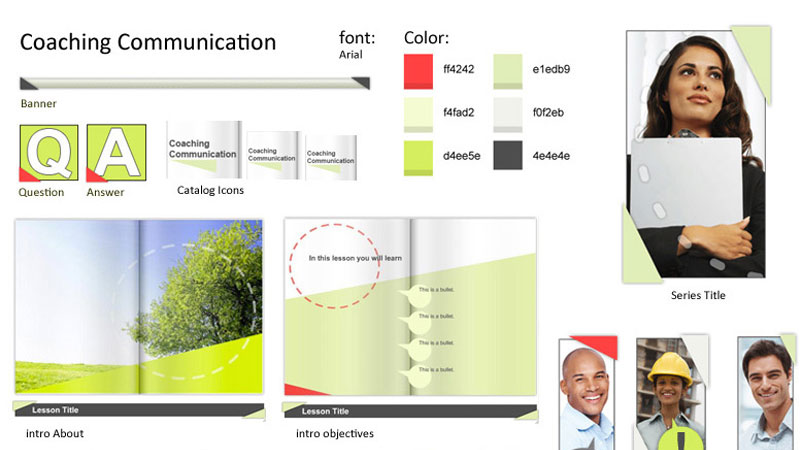 Coaching Communication
font:
Arial
Color:
ff4242
e1edb9
f4fad2
f0f2eb
d4ee5e
4e4e4e
Banner
Q
A
Question
Answer
Coaching
Communication
Coaching
Communication
Coaching
Communication
Catalog Icons
Series Title
In this lesson you will learn
This is a bullet.
This is a bullet.
This is a bullet.
This is a bullet.
Lesson Title
Lesson Title
intro About
intro objectives
!